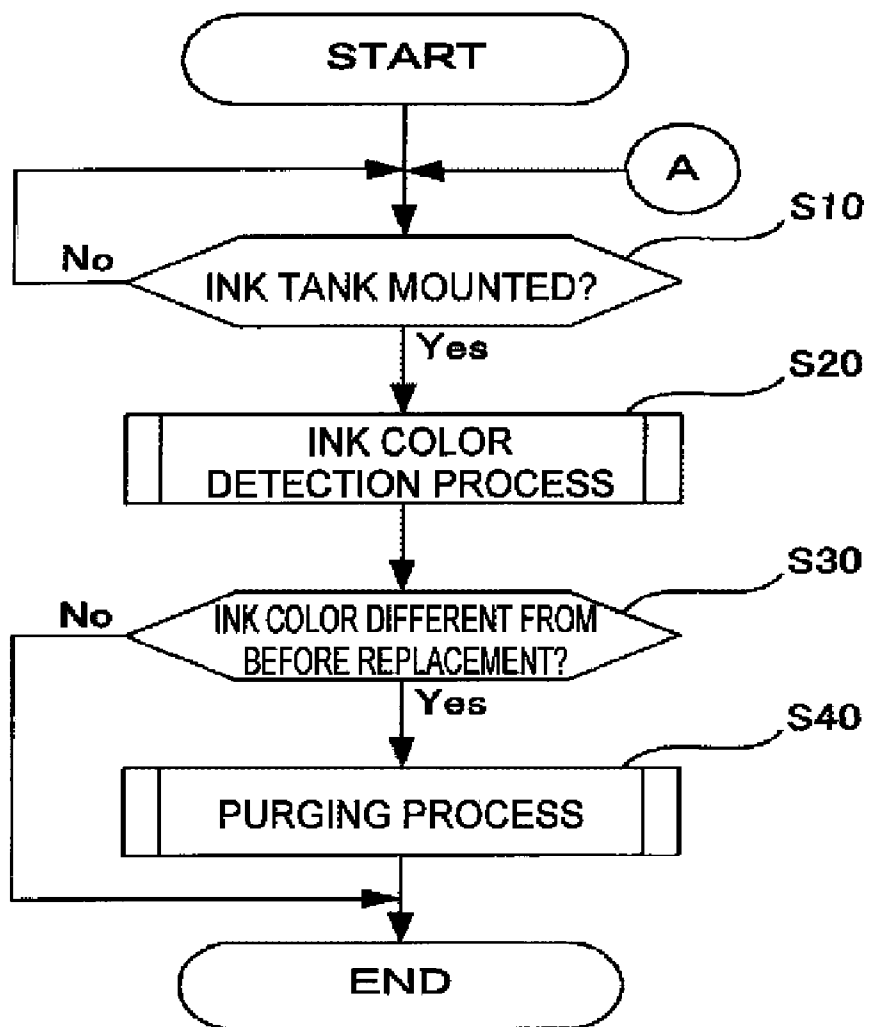 START
A
S10
No
INK TANK MOUNTED?
Yes
S20
INK COLOR
DETECTION PROCESS
S30
No
INK COLOR DIFFERENT FROM
BEFORE REPLACEMENT?
Yes
S40
PURGING PROCESS
END